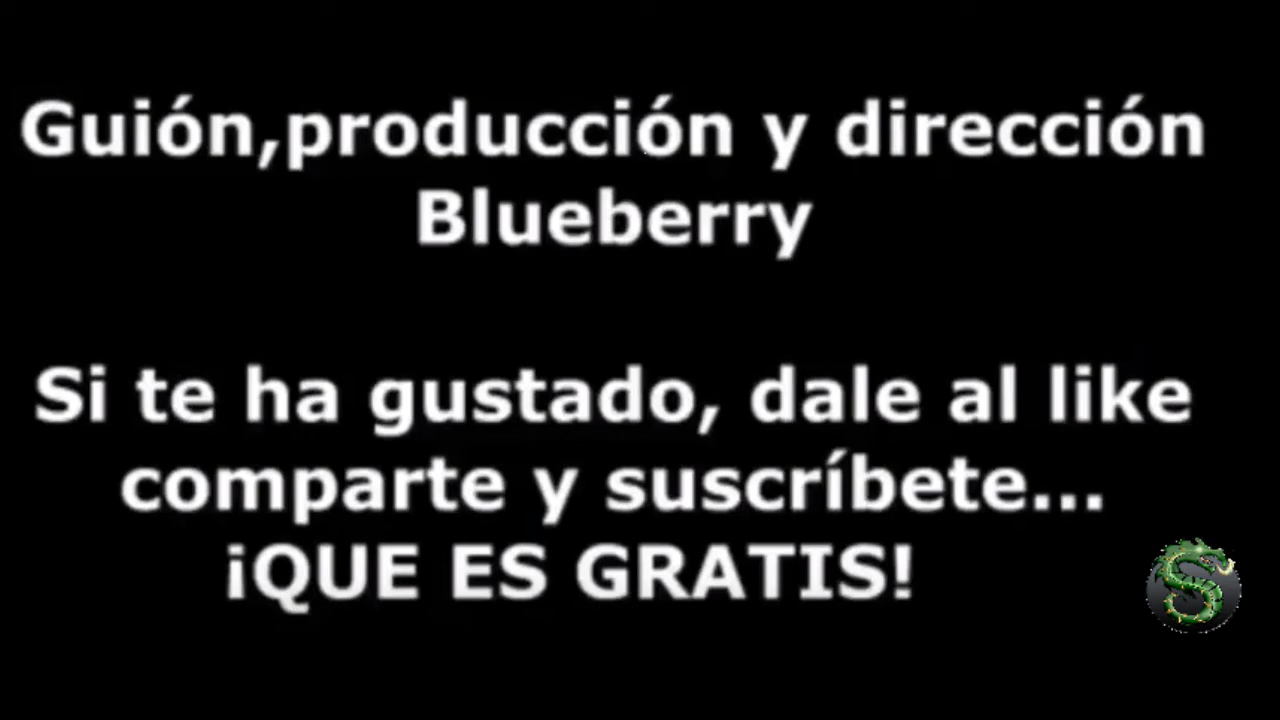 Guión,producción y dirección
Blueberry
Si te ha gustado, dale al like
comparte y suscríbete...
¡QUE ES GRATIS!